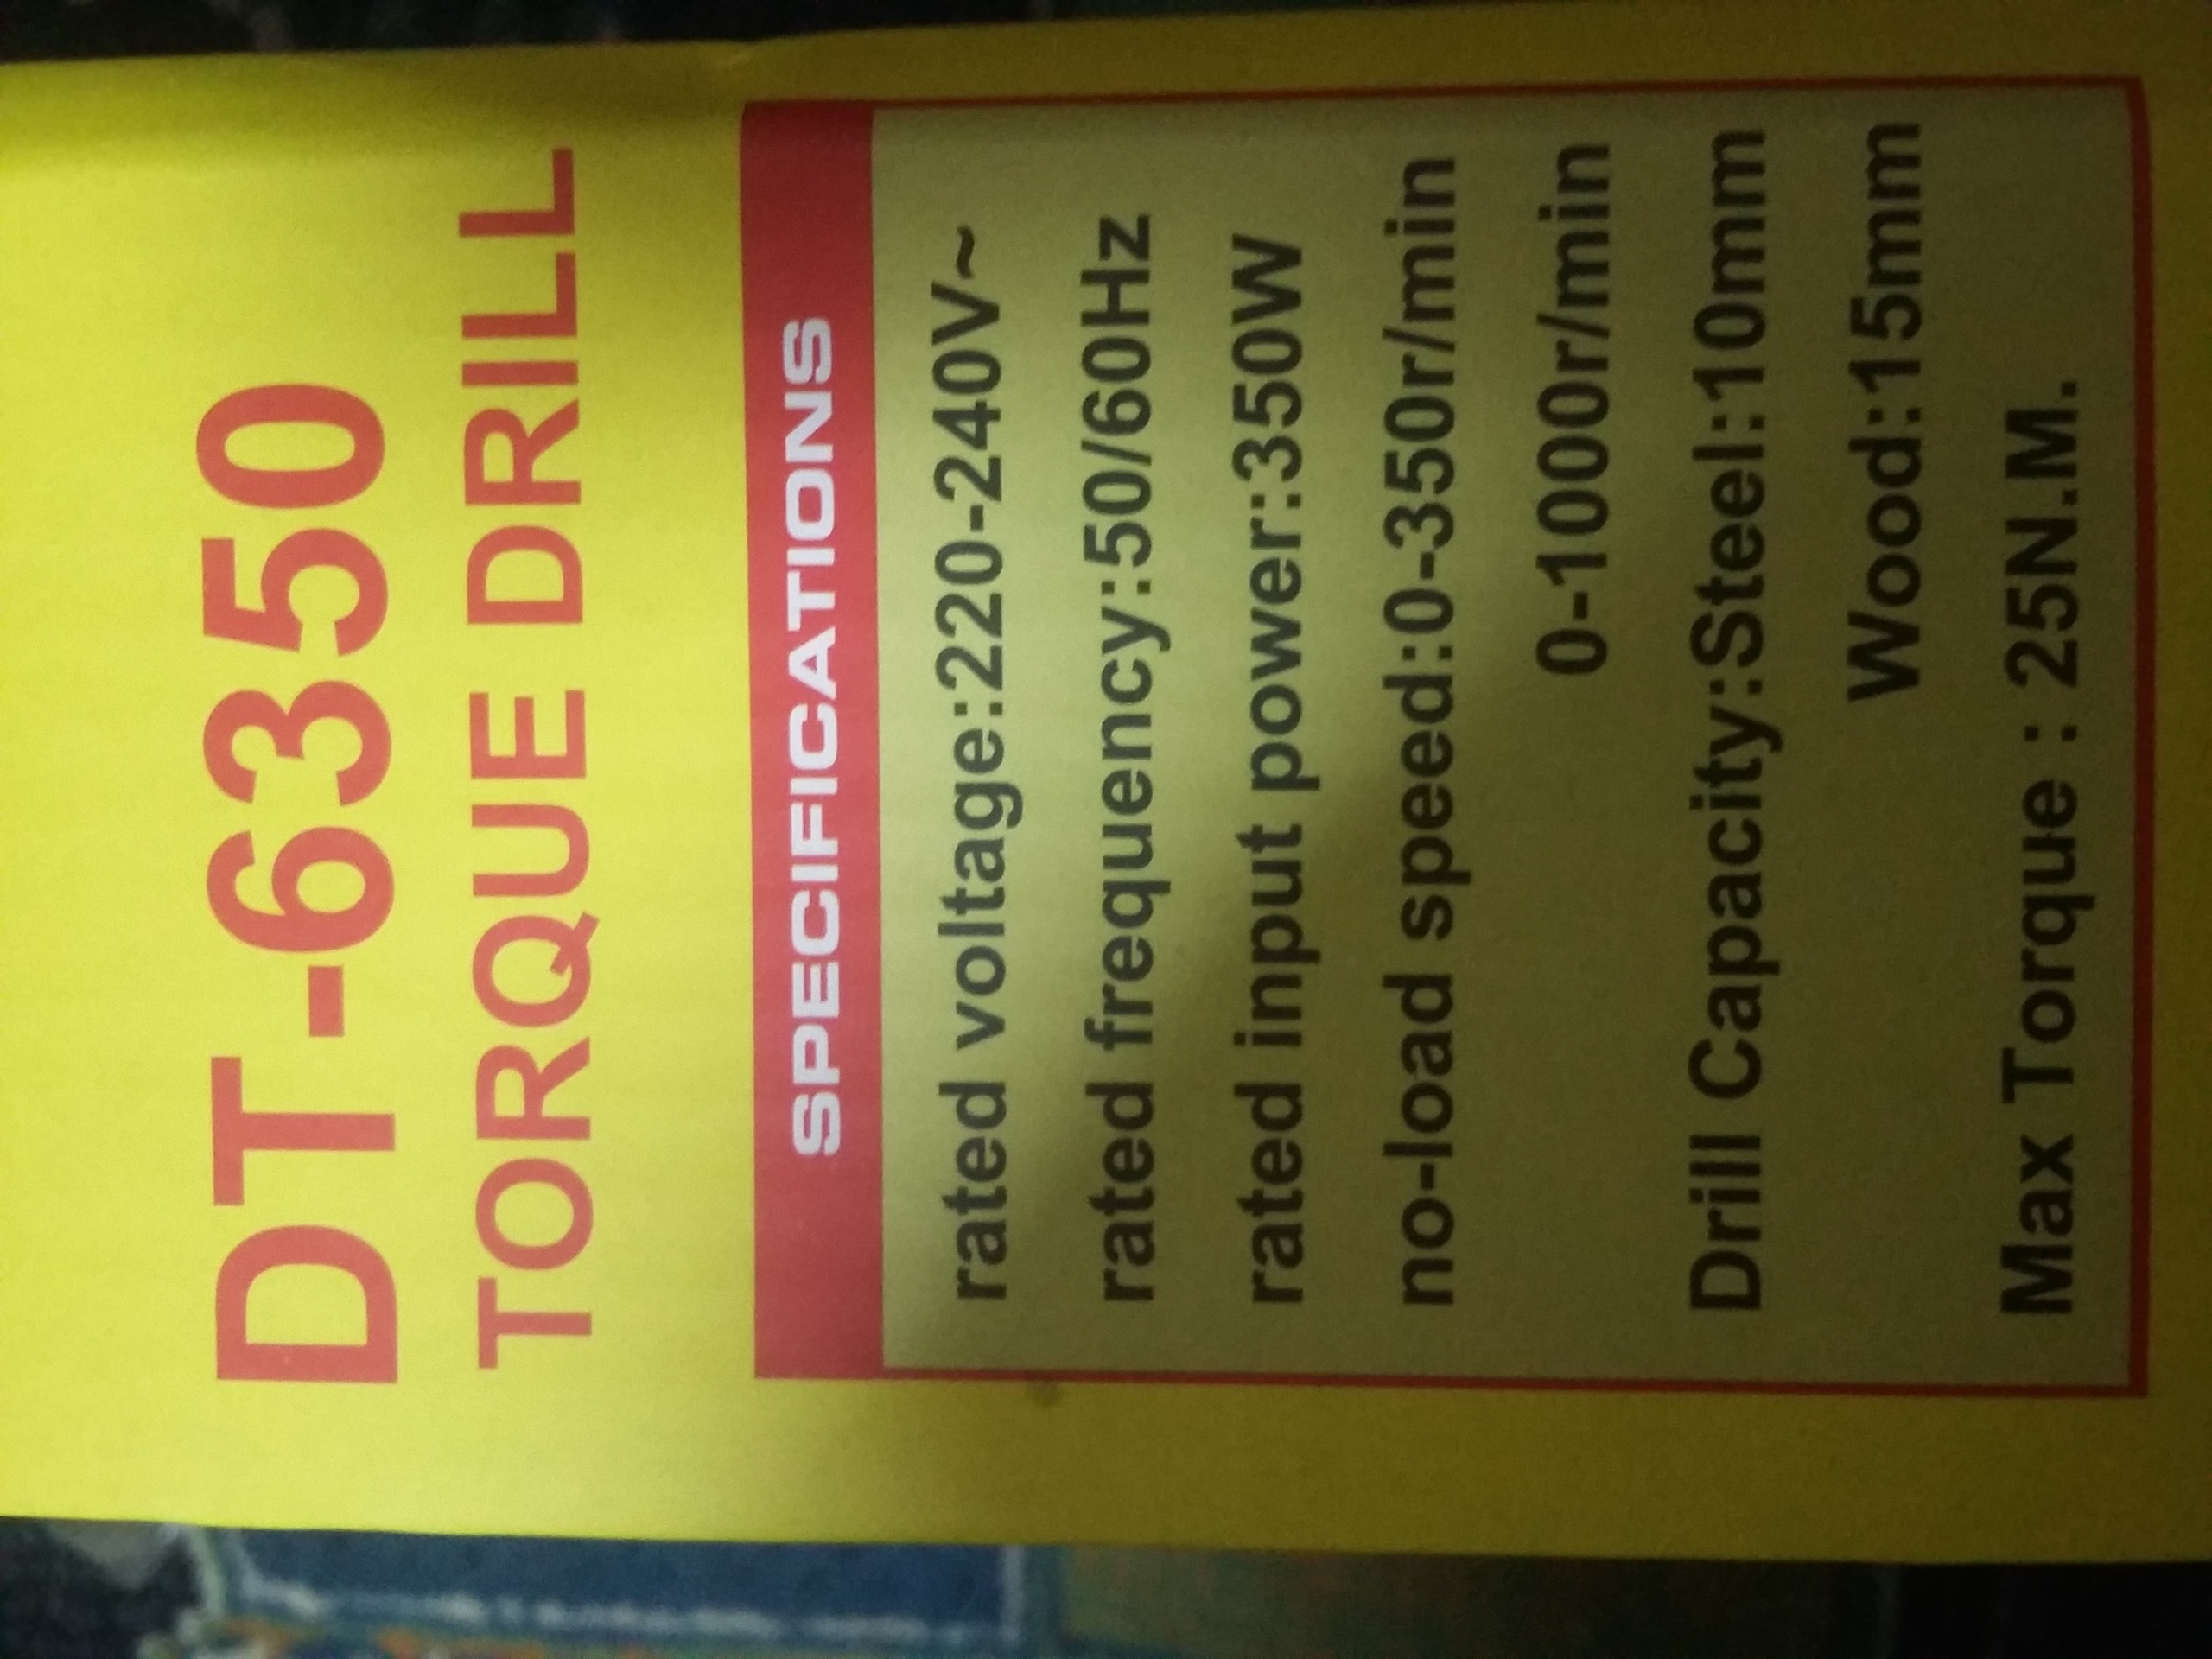 DT-6350
TORQUE DRILL
SPECIFICATIONS
rated voltage:220-240V~
rated frequency:50/60Hz
rated input power:350W
no-load speed:0-350r/min
0-1000r/min
Drill Capacity:Steel:10mm
Wood:15mm
Max Torque : 25N.M.